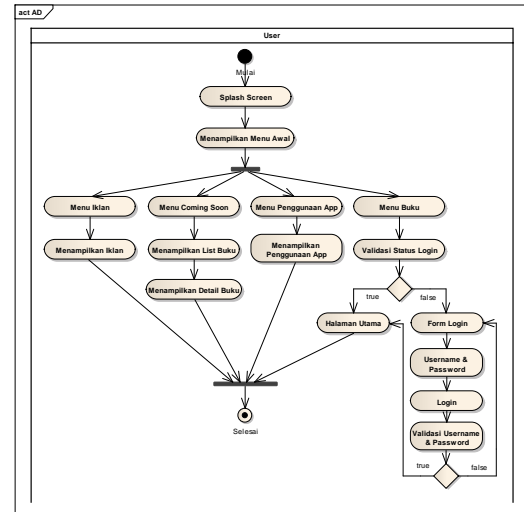 act AD
User
Mulai
Splash Screen
Menampilkan Menu Awal
Menu Iklan
Menu Coming Soon
Menu Penggunaan App
Menu Buku
Menampilkan Iklan
Menampilkan List Buku
Menampilkan
Penggunaan App
Validasi Status Login
Menampilkan Detail Buku
true
false
Halaman Utama
Form Login
Username &
Password
Login
Validasi Username
& Password
true
false
Selesai